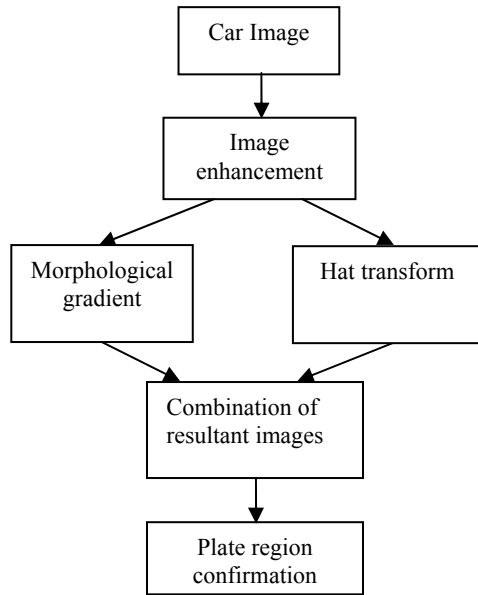 Car Image
Image
enhancement
Morphological
gradient
Hat transform
Combination of
resultant images
Plate region
confirmation